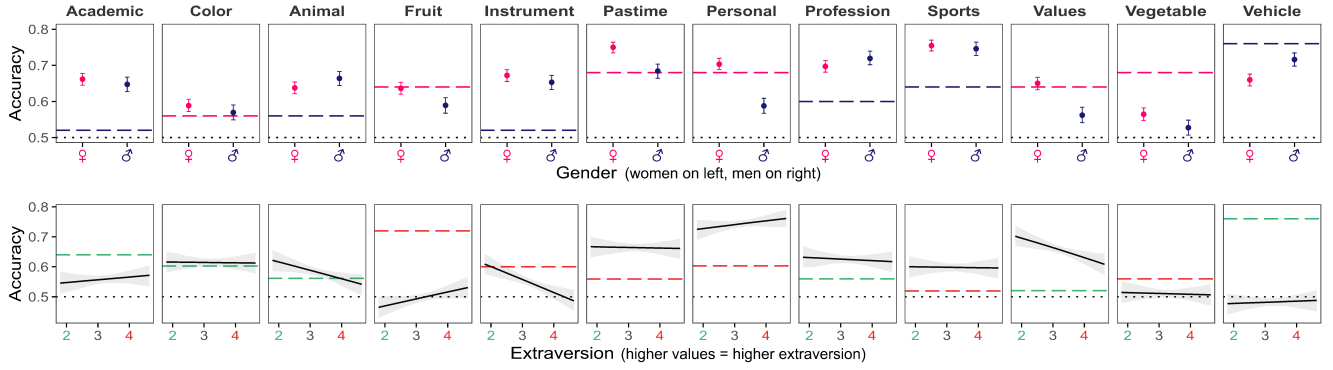 Academic Color Animal Fruit Instrument Pastime Personal Profession Sports Values Vegetable Vehicle
0.8
0.7
0.6
0.5
Accuracy
♀ ♂ ♀ ♂ ♀ ♂ ♀ ♂ ♀ ♂ ♀ ♂ ♀ ♂ ♀ ♂ ♀ ♂ ♀ ♂ ♀ ♂ ♀ ♂
Gender (women on left, men on right)
0.8
0.7
0.6
0.5
Accuracy
2 3 4 2 3 4 2 3 4 2 3 4 2 3 4 2 3 4 2 3 4 2 3 4 2 3 4 2 3 4 2 3 4 2 3 4
Extraversion (higher values = higher extraversion)